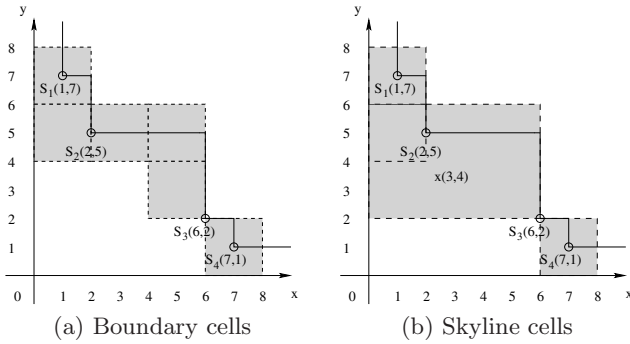 y
8
7
6
5
4
3
2
1
0 1 2 3 4 5 6 7 8 x
S1(1,7)
S2(2,5)
S3(6,2)
S4(7,1)
(a) Boundary cells
y
8
7
6
5
4
3
2
1
0 1 2 3 4 5 6 7 8 x
S1(1,7)
S2(2,5)
x(3,4)
S3(6,2)
S4(7,1)
(b) Skyline cells